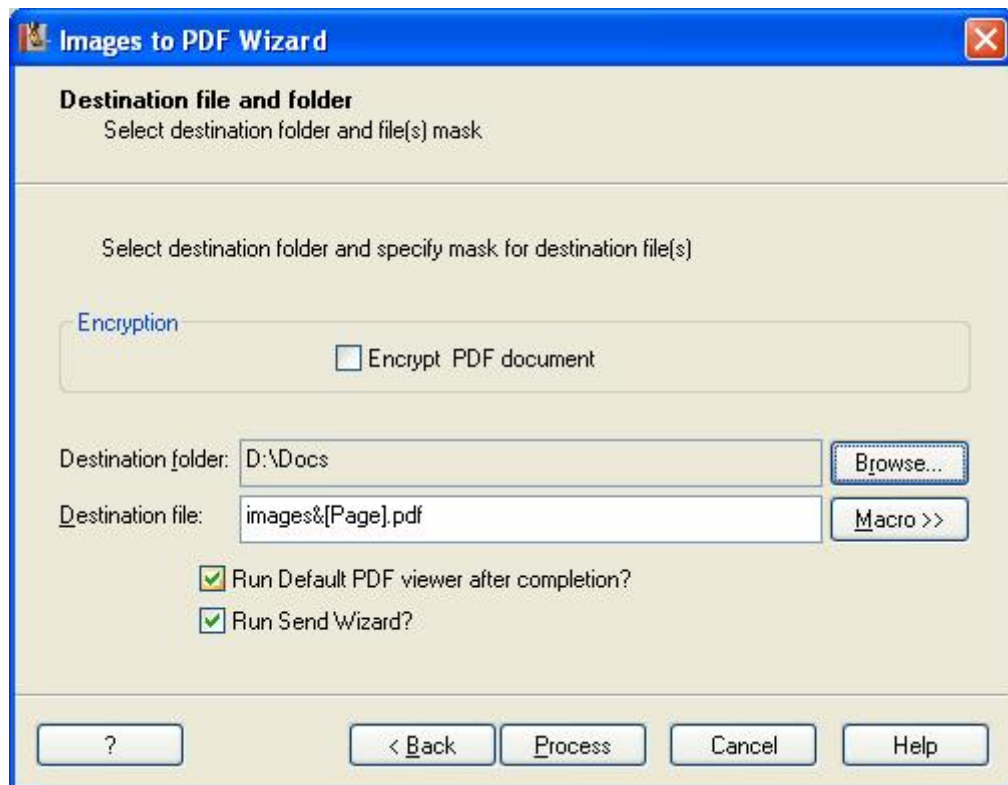 Images to PDF Wizard
Destination file and folder
Select destination folder and file(s) mask
Select destination folder and specify mask for destination file(s)
Encryption
Encrypt PDF document
Destination folder: D:\Docs Browse...
Destination file: images&[Page].pdf Macro >>
Run Default PDF viewer after completion?
Run Send Wizard?
? < Back Process Cancel Help